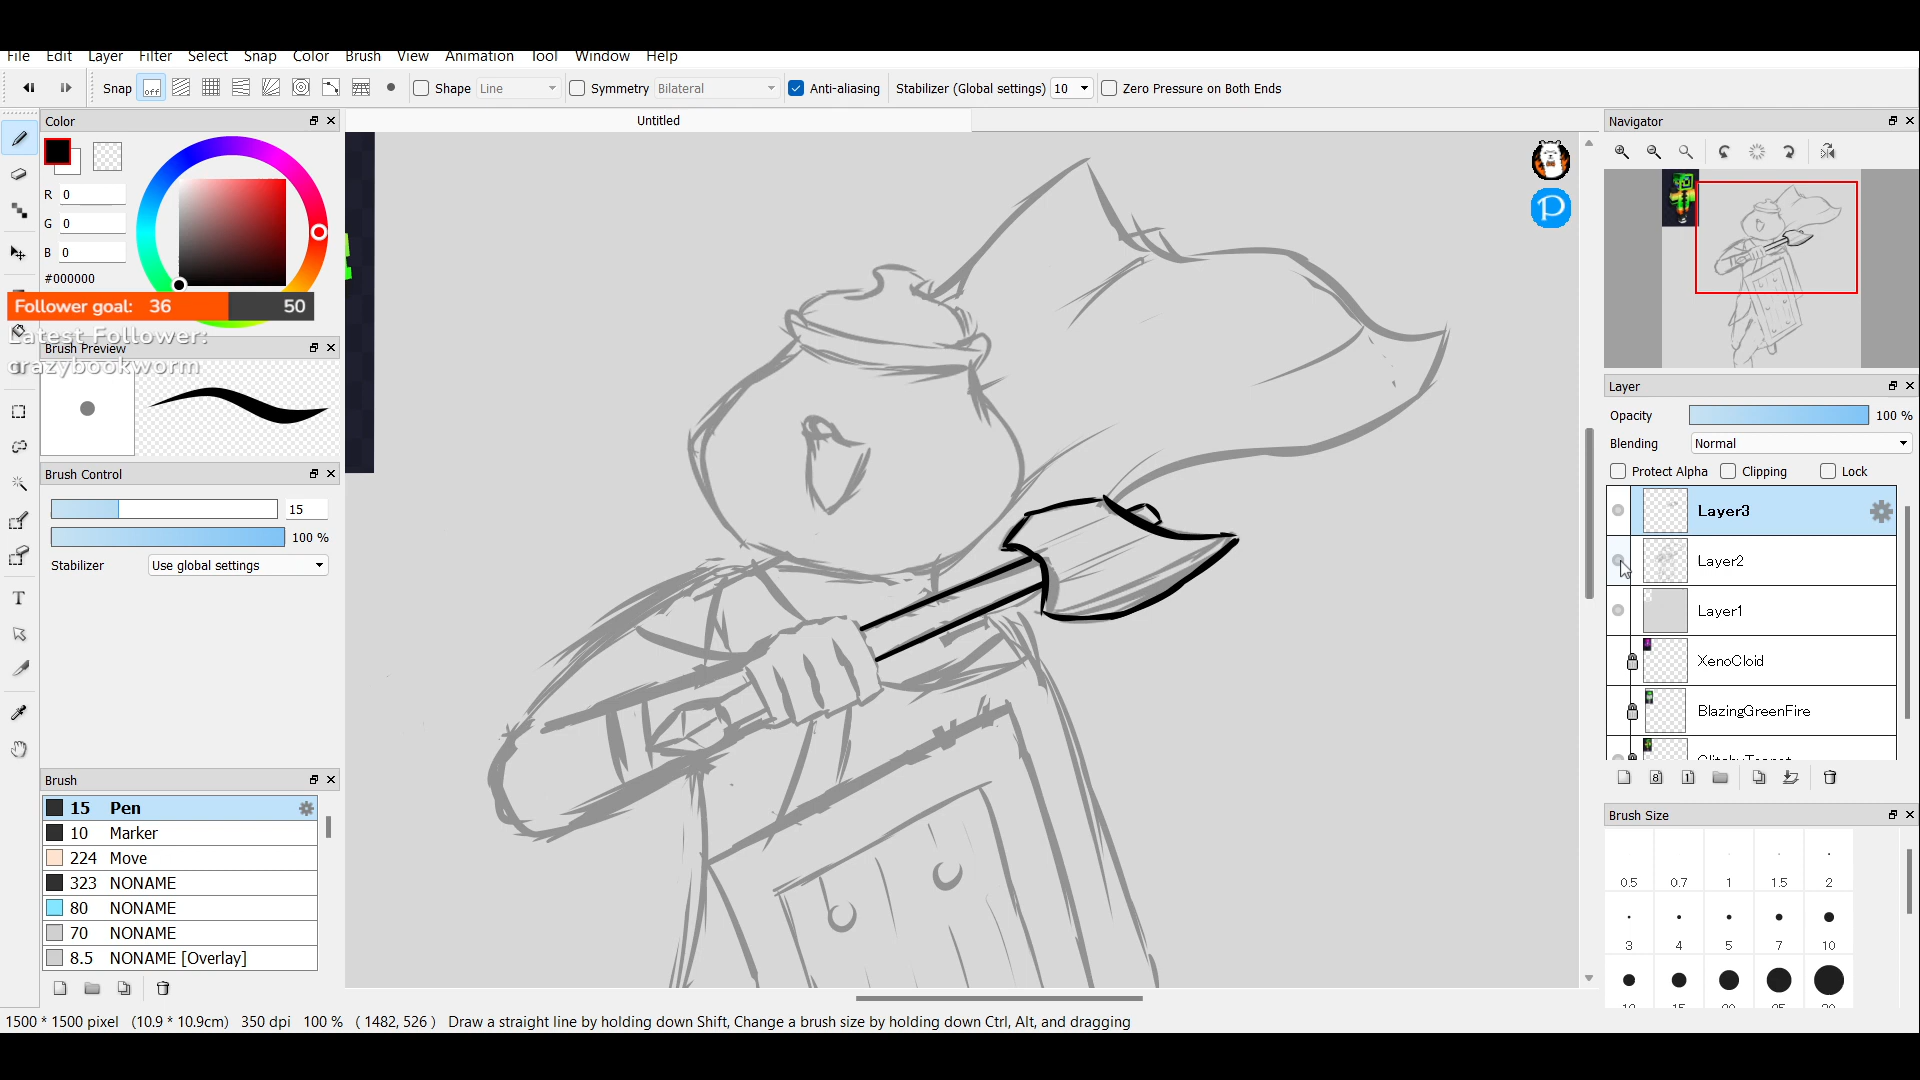 File Edit Layer Filter Select Snap Color Brush View Animation Tool Window Help
Snap off Shape Line Symmetry Bilateral Anti-aliasing Stabilizer (Global settings) 10 Zero Pressure on Both Ends
Color
Untitled
Navigator
R 0
G 0
B 0
#000000
Follower goal: 36 50
Latest Follower:
crazybookworm
Brush Preview
Brush Control
15
100 %
Stabilizer Use global settings
Brush
15 Pen
10 Marker
224 Move
323 NONAME
80 NONAME
70 NONAME
8.5 NONAME [Overlay]
P
Layer
Opacity 100 %
Blending Normal
Protect Alpha Clipping Lock
Layer3
Layer2
Layer1
XenoCloid
BlazingGreenFire
8 1
Brush Size
0.5 0.7 1 1.5 2
3 4 5 7 10
T
1500 * 1500 pixel (10.9 * 10.9cm) 350 dpi 100 % ( 1482, 526 ) Draw a straight line by holding down Shift, Change a brush size by holding down Ctrl, Alt, and dragging